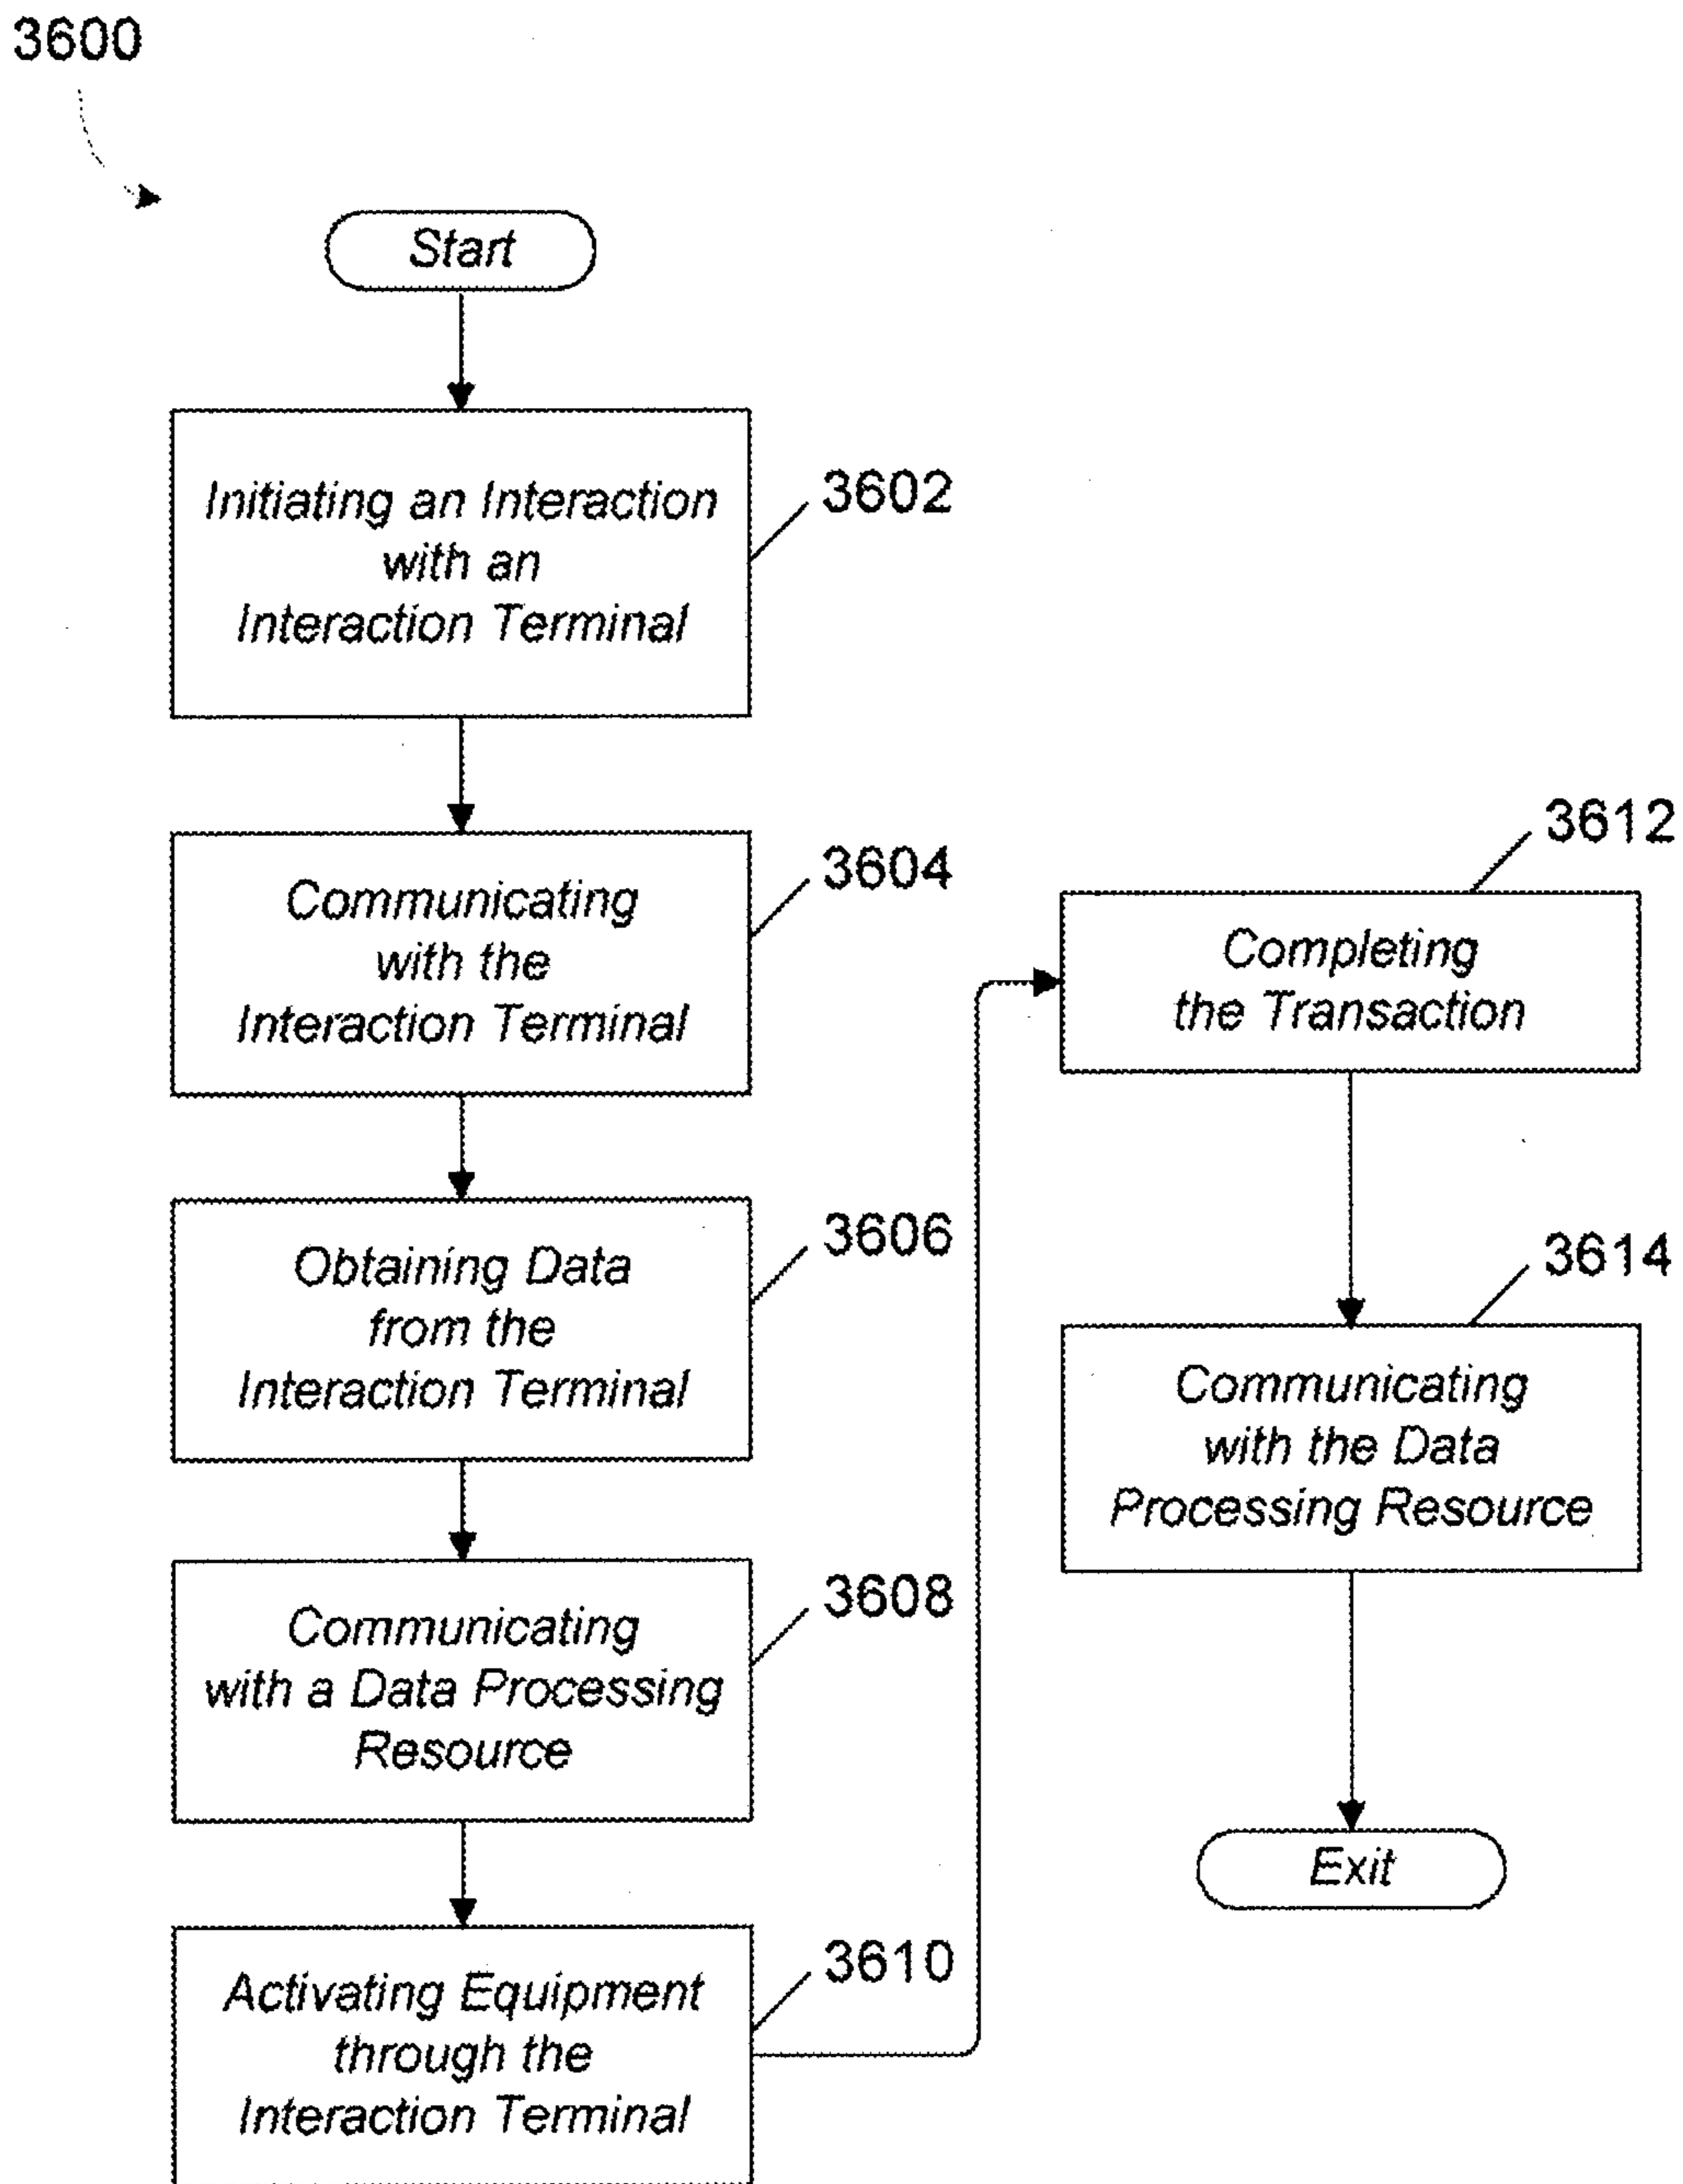 3600
Start
Initiating an Interaction
with an
Interaction Terminal
3602
Communicating
with the
Interaction Terminal
3604
Obtaining Data
from the
Interaction Terminal
3606
Communicating
with a Data Processing
Resource
3608
Activating Equipment
through the
Interaction Terminal
3610
Completing
the Transaction
3612
Communicating
with the Data
Processing Resource
3614
Exit